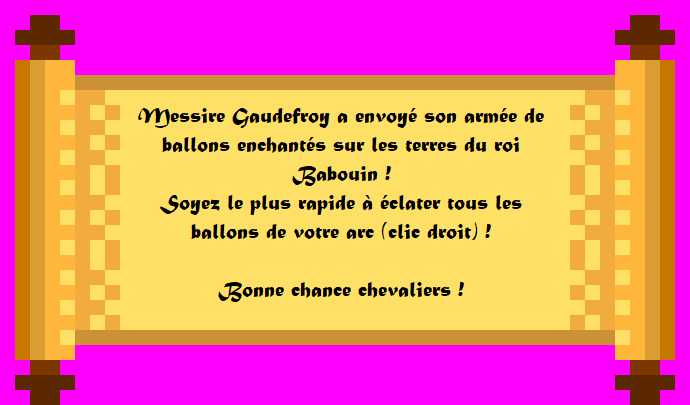 Messire Gaudefroy a envoyé son armée de
ballons enchantés sur les terres du roi
Babouin !
Soyez le plus rapide à éclater tous les
ballons de votre arc (clic droit) !
Bonne chance chevaliers !